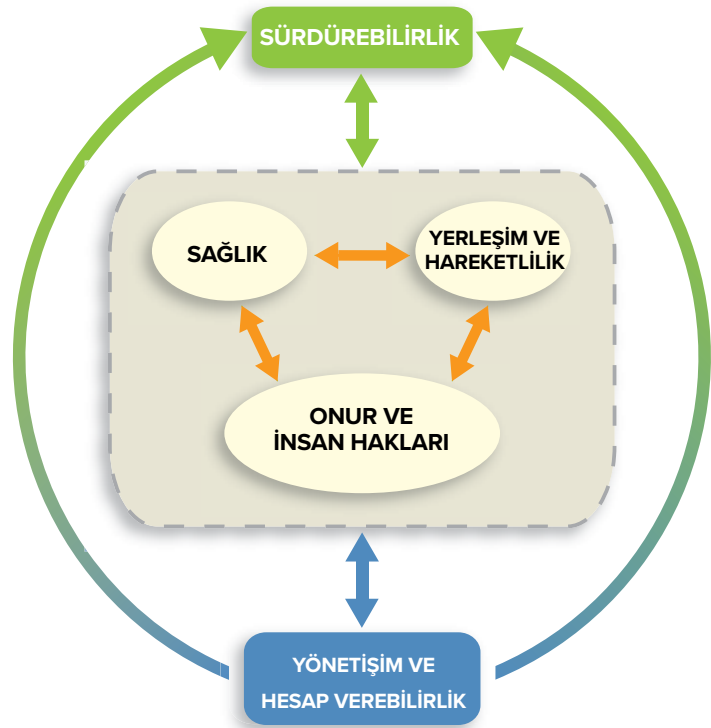 SÜRDÜREBİLİRLİK
SAĞLIK
YERLEŞİM VE
HAREKETLİLİK
ONUR VE
İNSAN HAKLARI
YÖNETİŞİM VE
HESAP VEREBİLİRLİK